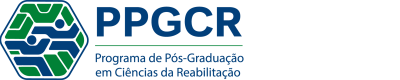 PPGCR
Programa de Pós-Graduação
em Ciências da Reabilitação